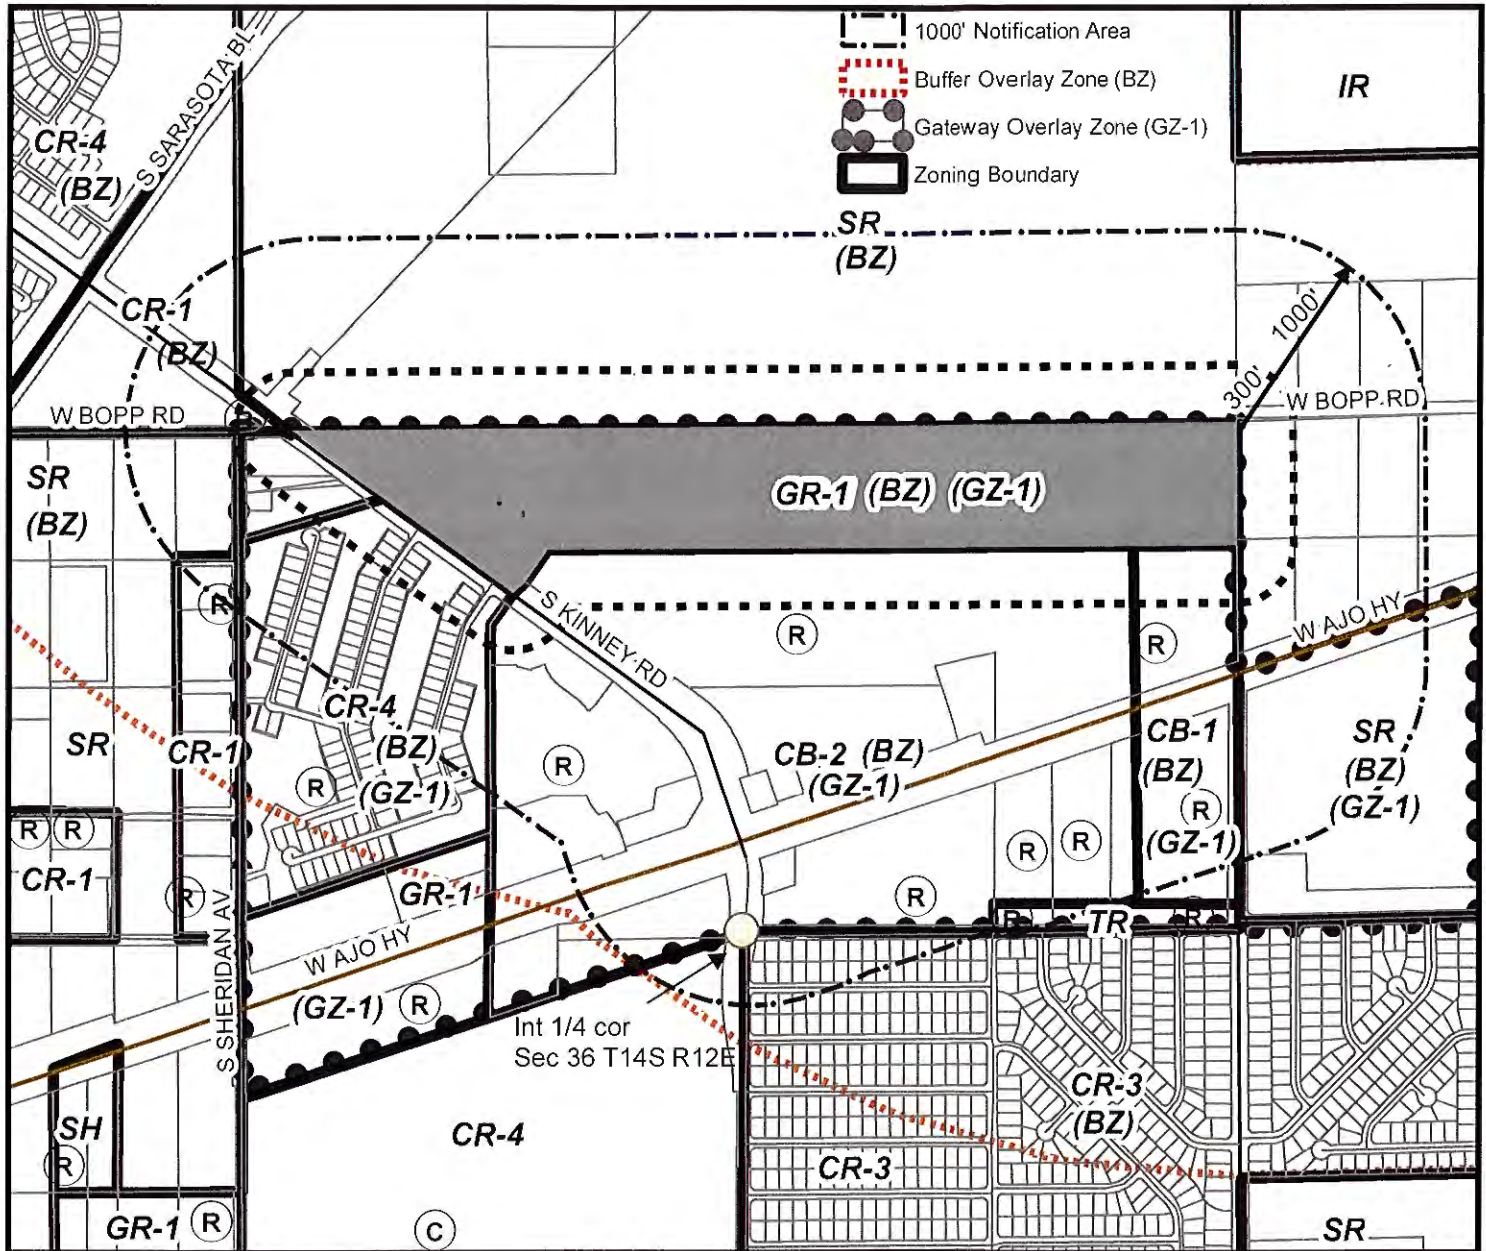 1000' Notification Area
Buffer Overlay Zone (BZ)
Gateway Overlay Zone (GZ-1)
Zoning Boundary
IR
CR-4
(BZ)
S SARASOTA BL
SR
(BZ)
CR-1
(BZ)
1000'
300'
W BOPP RD
R
W BOPP RD
SR
(BZ)
GR-1 (BZ) (GZ-1)
R
S KINNEY RD
R
R
W AJO HY
SR
CR-1
CR-4
(BZ)
(GZ-1)
R
R
CB-2 (BZ)
(GZ-1)
CB-1
(BZ)
R
(GZ-1)
SR
(BZ)
(GZ-1)
R
R
CR-1
R
GR-1
R
R
R
R
TR
R
S SHERIDAN AV
W AJO HY
(GZ-1)
R
Int 1/4 cor
Sec 36 T14S R12E
SH
R
CR-4
CR-3
(BZ)
CR-3
GR-1
R
C
SR